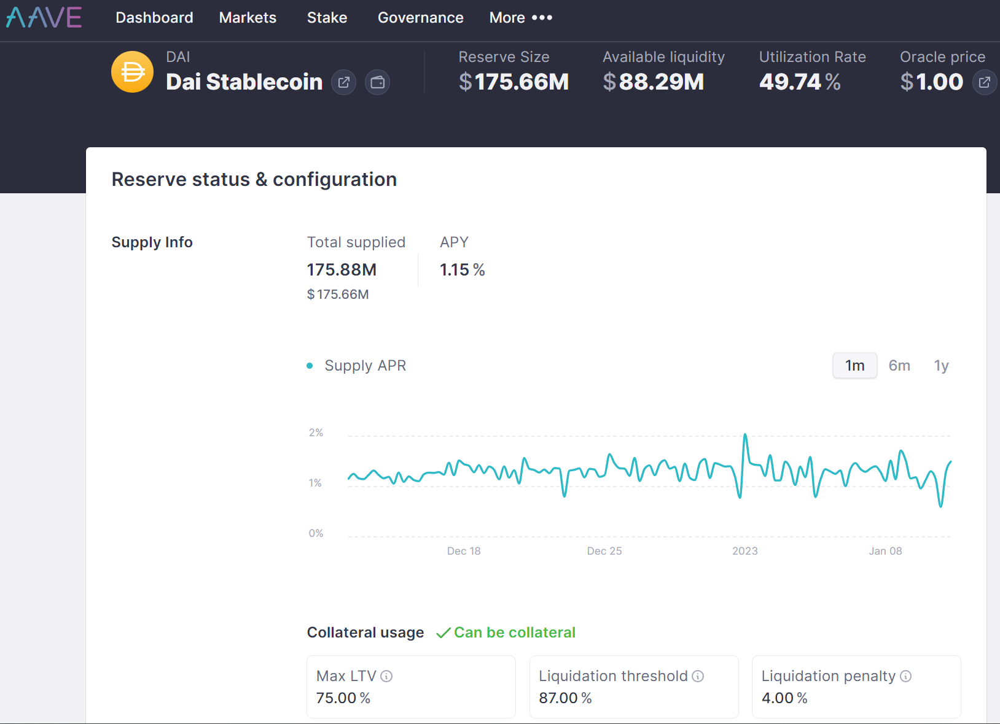 AAVE Dashboard Markets Stake Governance More •••
DAI
Dai Stablecoin
Reserve Size
$175.66M
Available liquidity
$88.29M
Utilization Rate
49.74%
Oracle price
$1.00
Reserve status & configuration
Supply Info
Total supplied
175.88M
$175.66M
APY
1.15%
Supply APR
1m 6m 1y
2%
1%
0%
Dec 18 Dec 25 2023 Jan 08
Collateral usage Can be collateral
Max LTV
75.00%
Liquidation threshold
87.00%
Liquidation penalty
4.00%